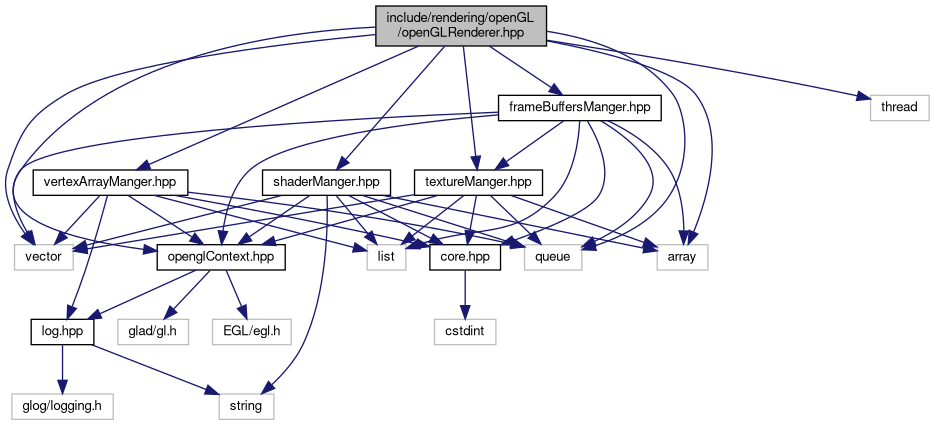 include/rendering/openGL
/openGLRenderer.hpp
frameBuffersManger.hpp
thread
vertexArrayManger.hpp
shaderManger.hpp
textureManger.hpp
vector
openglContext.hpp
list
core.hpp
queue
array
log.hpp
glad/gl.h
EGL/egl.h
cstdint
glog/logging.h
string